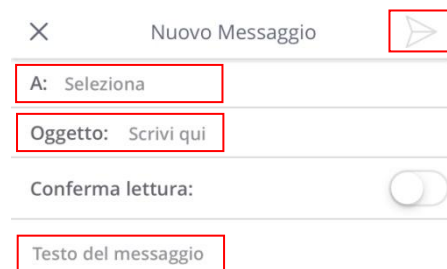 Nuovo Messaggio
A: Seleziona
Oggetto: Scrivi qui
Conferma lettura:
Testo del messaggio